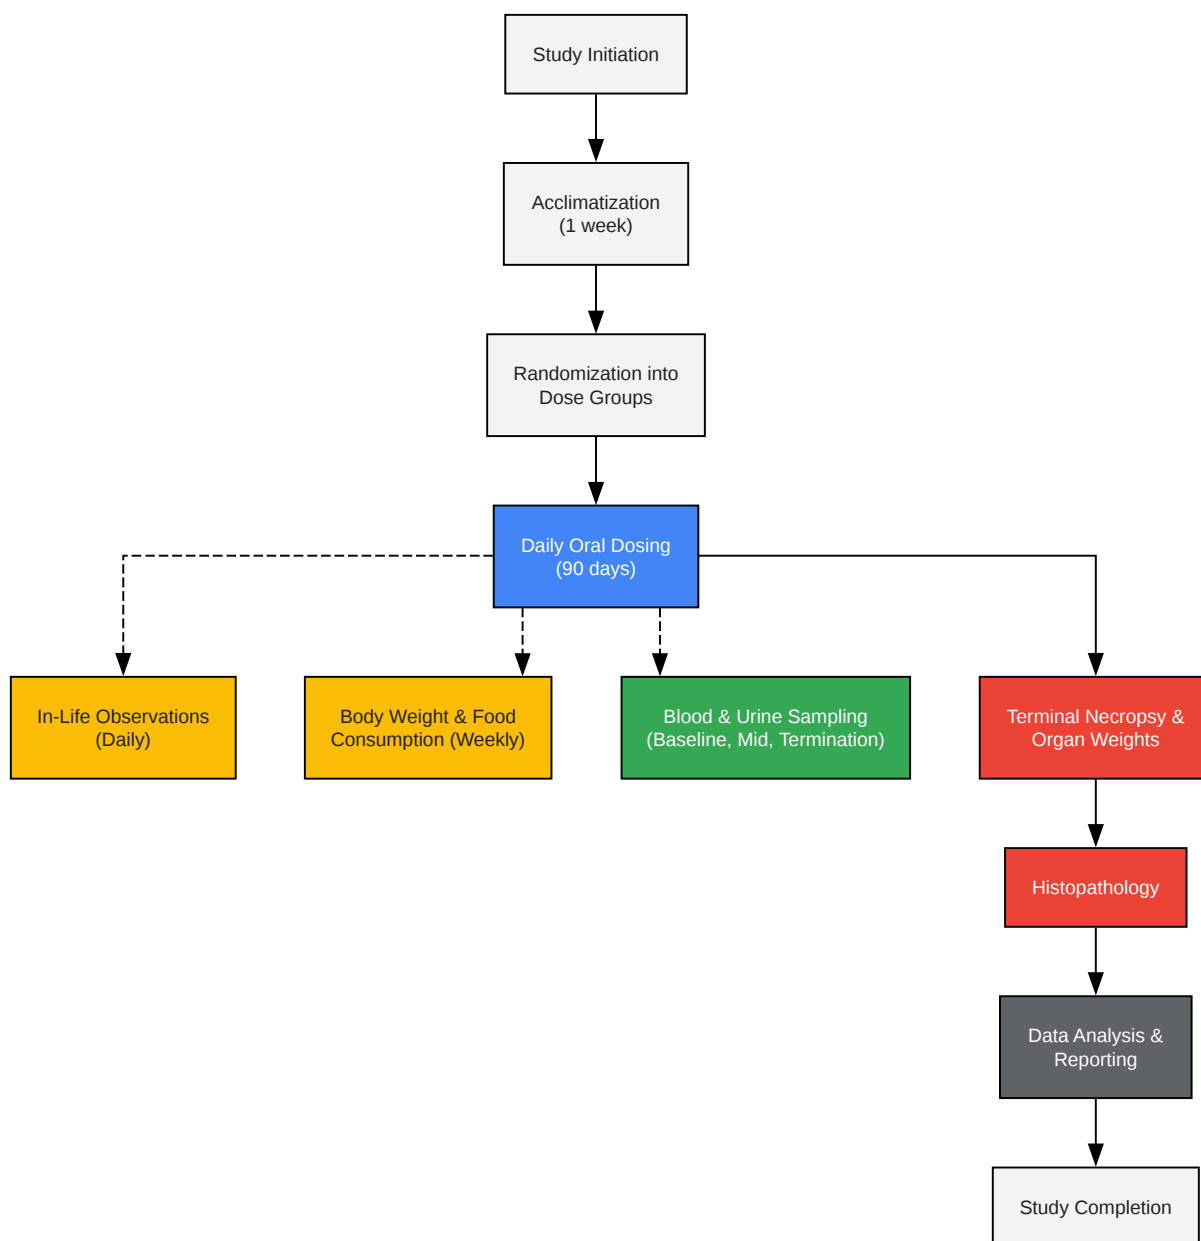 Study Initiation
Acclimatization
(1 week)
Randomization into
Dose Groups
Daily Oral Dosing
(90 days)
In-Life Observations
(Daily)
Body Weight & Food
Consumption (Weekly)
Blood & Urine Sampling
(Baseline, Mid, Termination)
Terminal Necropsy &
Organ Weights
Histopathology
Data Analysis &
Reporting
Study Completion